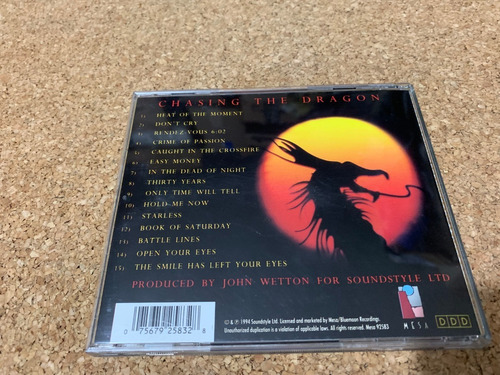 CHASING THE DRAGON
1) HEAT OF THE MOMENT
2) DON'T CRY
3) RENDEZ-VOUS 6:02
4) CRIME OF PASSION
5) CAUGHT IN THE CROSSFIRE
6) EASY MONEY
7) IN THE DEAD OF NIGHT
8) THIRTY YEARS
9) ONLY TIME WILL TELL
10) HOLD ME NOW
11) STARLESS
12) BOOK OF SATURDAY
13) BATTLE LINES
14) OPEN YOUR EYES
15) THE SMILE HAS LEFT YOUR EYES
PRODUCED BY JOHN WETTON FOR SOUNDSTYLE LTD
0 75679 25832 8
© ℗ 1994 Soundstyle Ltd. Licensed and marketed by Mesa/Bluemoon Recordings.
Unauthorized duplication is a violation of applicable laws. All rights reserved. Mesa 92583
MESA
DDD